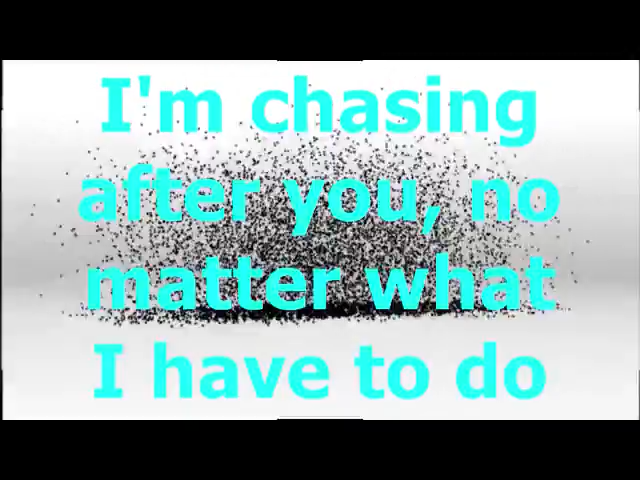 I'm chasing
after you, no
matter what
I have to do